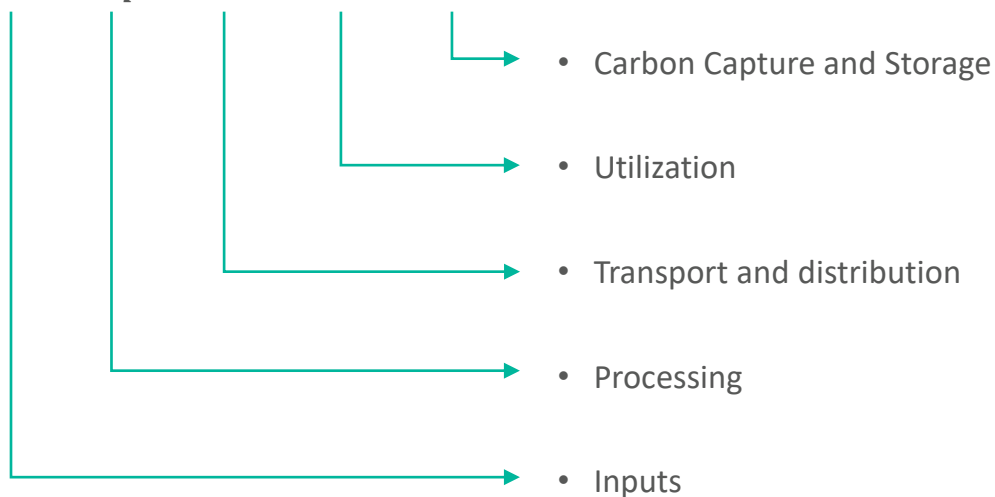 • Carbon Capture and Storage
• Utilization
• Transport and distribution
• Processing
• Inputs